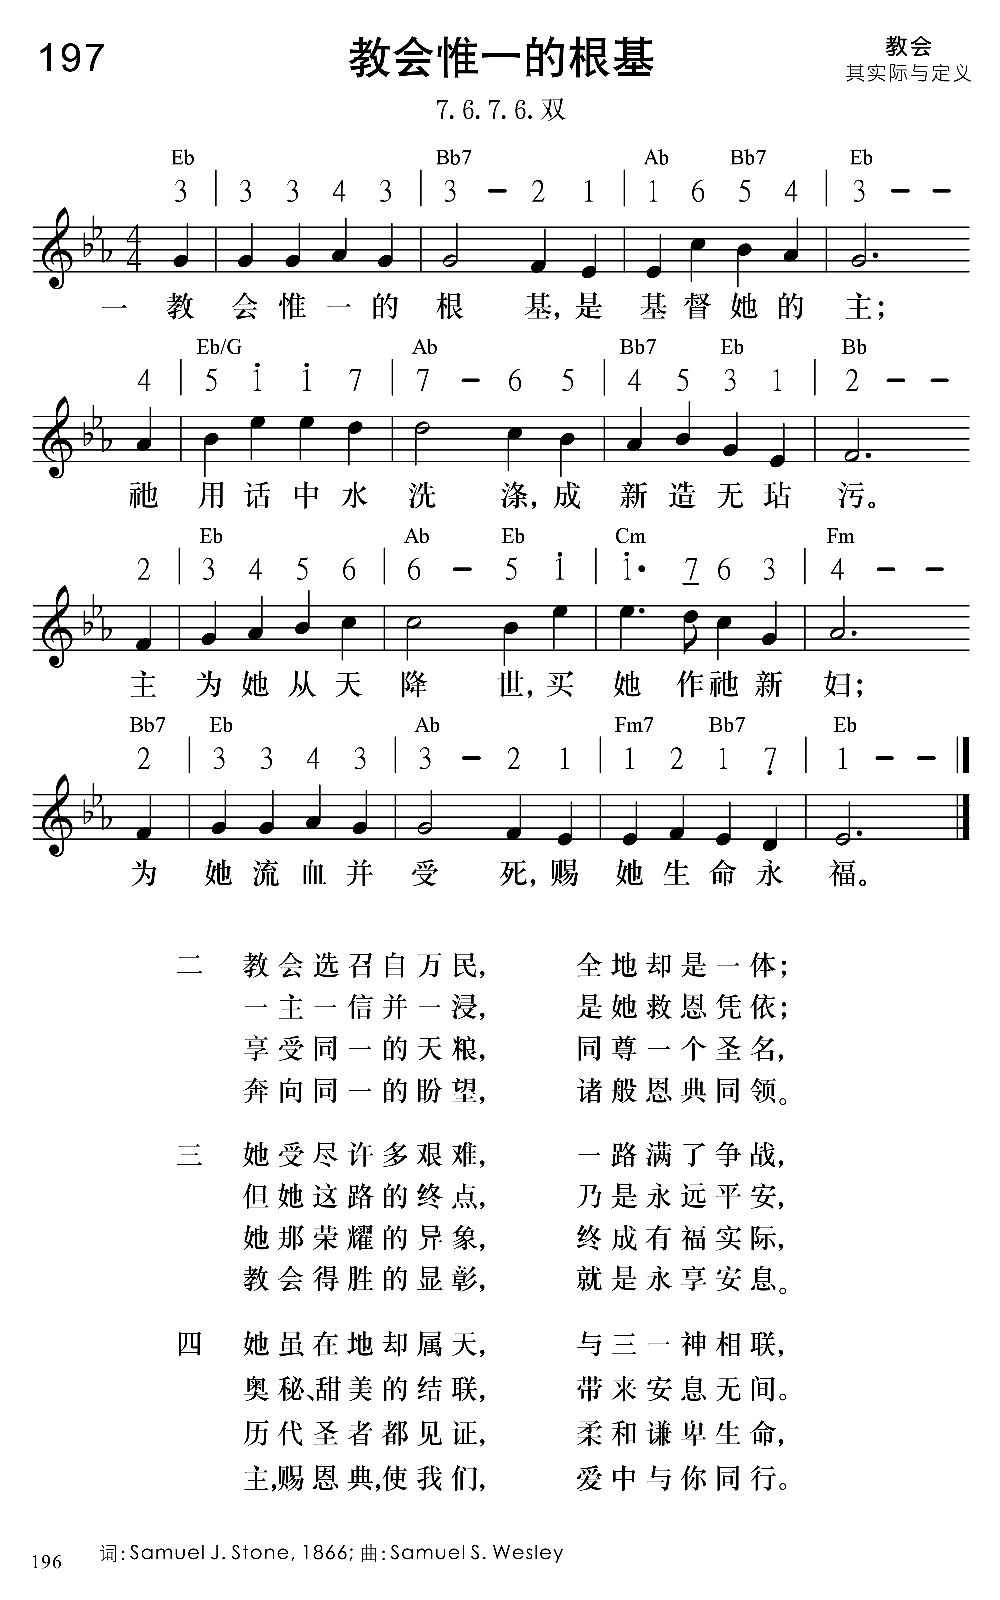 197 教会惟一的根基 教会
其实际与定义
7. 6. 7. 6. 双
Eb Bb7 Ab Bb7 Eb
3 | 3 3 4 3 | 3 - 2 1 | 1 6 5 4 | 3 - -
4/4
一 教 会 惟 一 的 根 基, 是 基 督 她 的 主;
Eb/G Ab Bb7 Eb Bb
4 | 5 i i 7 | 7 - 6 5 | 4 5 3 1 | 2 - -
祂 用 话 中 水 洗 涤, 成 新 造 无 玷 污。
Eb Ab Eb Cm Fm
2 | 3 4 5 6 | 6 - 5 i | i· 7 6 3 | 4 - -
主 为 她 从 天 降 世, 买 她 作 祂 新 妇;
Bb7 Eb Ab Fm7 Bb7 Eb
2 | 3 3 4 3 | 3 - 2 1 | 1 2 1 7̣ | 1 - - ‖
为 她 流 血 并 受 死, 赐 她 生 命 永 福。
二 教会选召自万民, 全地却是一体;
一主一信并一浸, 是她救恩凭依;
享受同一的天粮, 同尊一个圣名,
奔向同一的盼望, 诸般恩典同领。
三 她受尽许多艰难, 一路满了争战,
但她这路的终点, 乃是永远平安,
她那荣耀的异象, 终成有福实际,
教会得胜的显彰, 就是永享安息。
四 她虽在地却属天, 与三一神相联,
奥秘、甜美的结联, 带来安息无间。
历代圣者都见证, 柔和谦卑生命,
主,赐恩典,使我们, 爱中与你同行。
196 词: Samuel J. Stone, 1866; 曲: Samuel S. Wesley